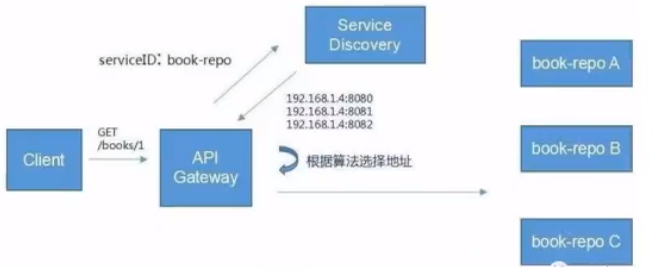 Service
Discovery
serviceID: book-repo
book-repo A
192.168.1.4:8080
192.168.1.4:8081
192.168.1.4:8082
GET
/books/1
Client
API
Gateway
根据算法选择地址
book-repo B
book-repo C